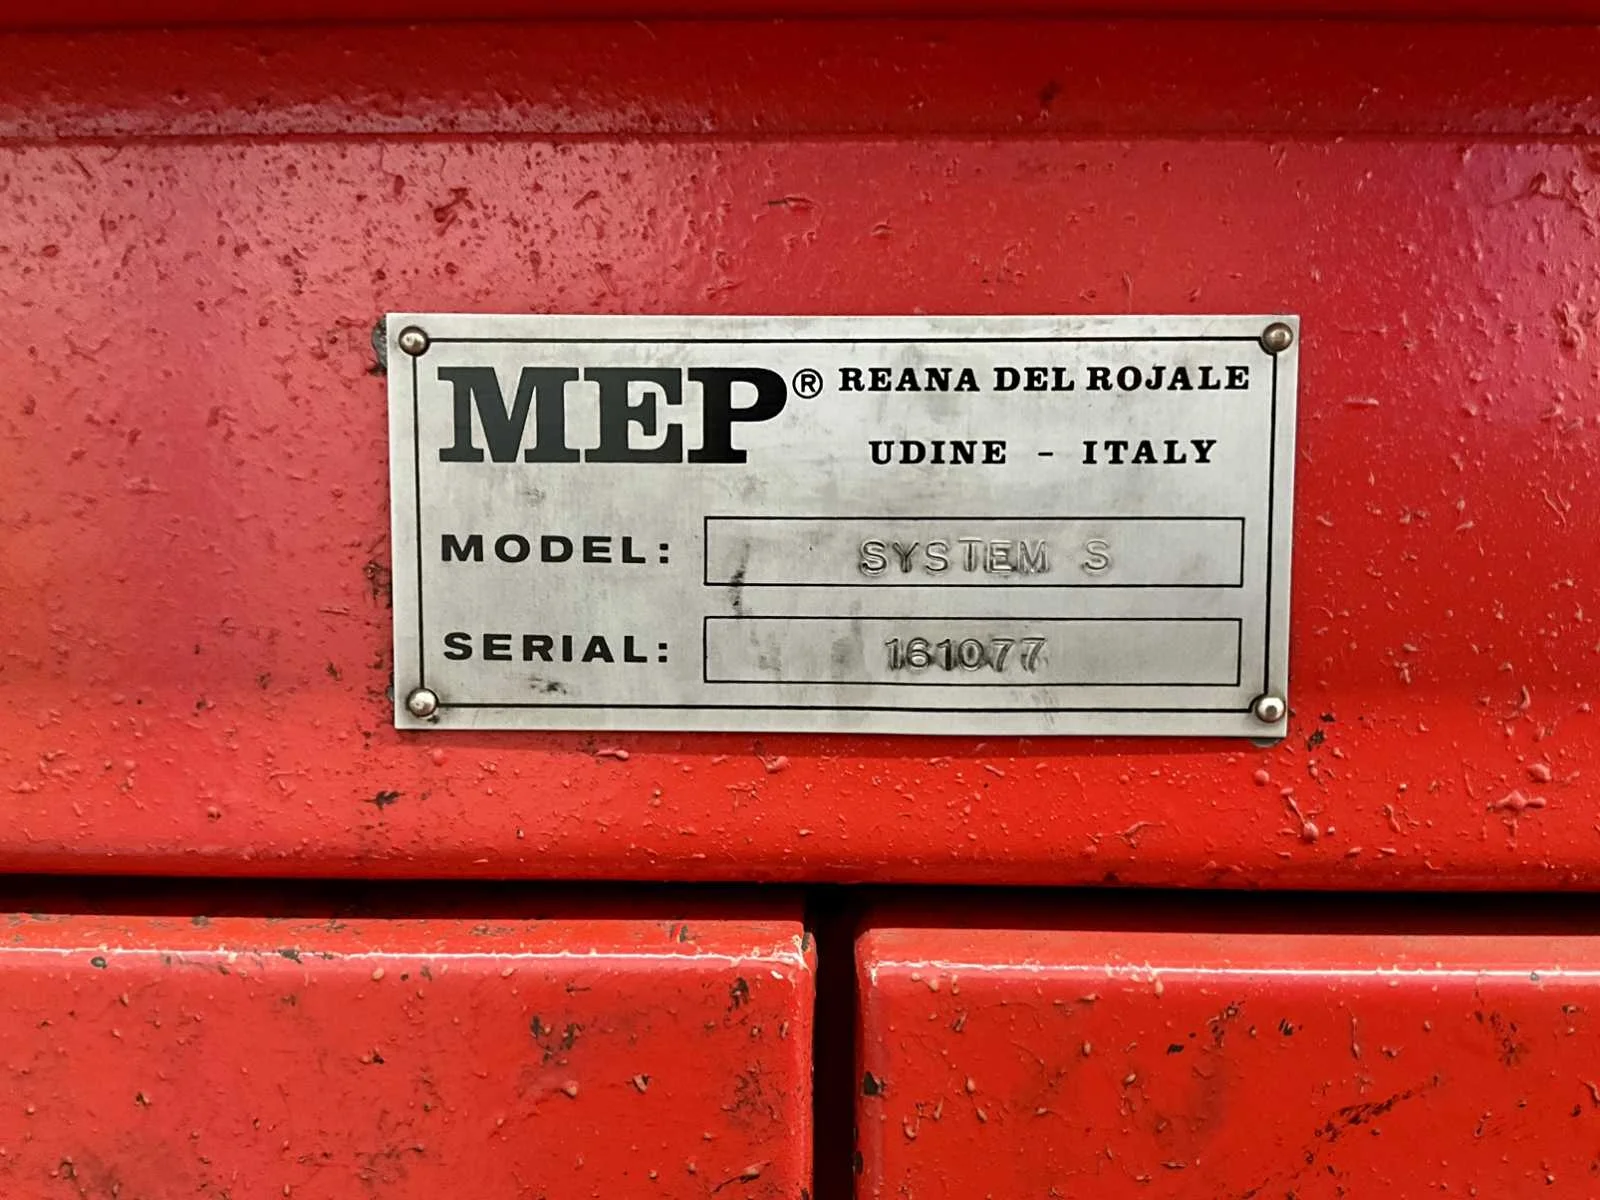 MEP® REANA DEL ROJALE
UDINE - ITALY
MODEL: SYSTEM S
SERIAL: 161077